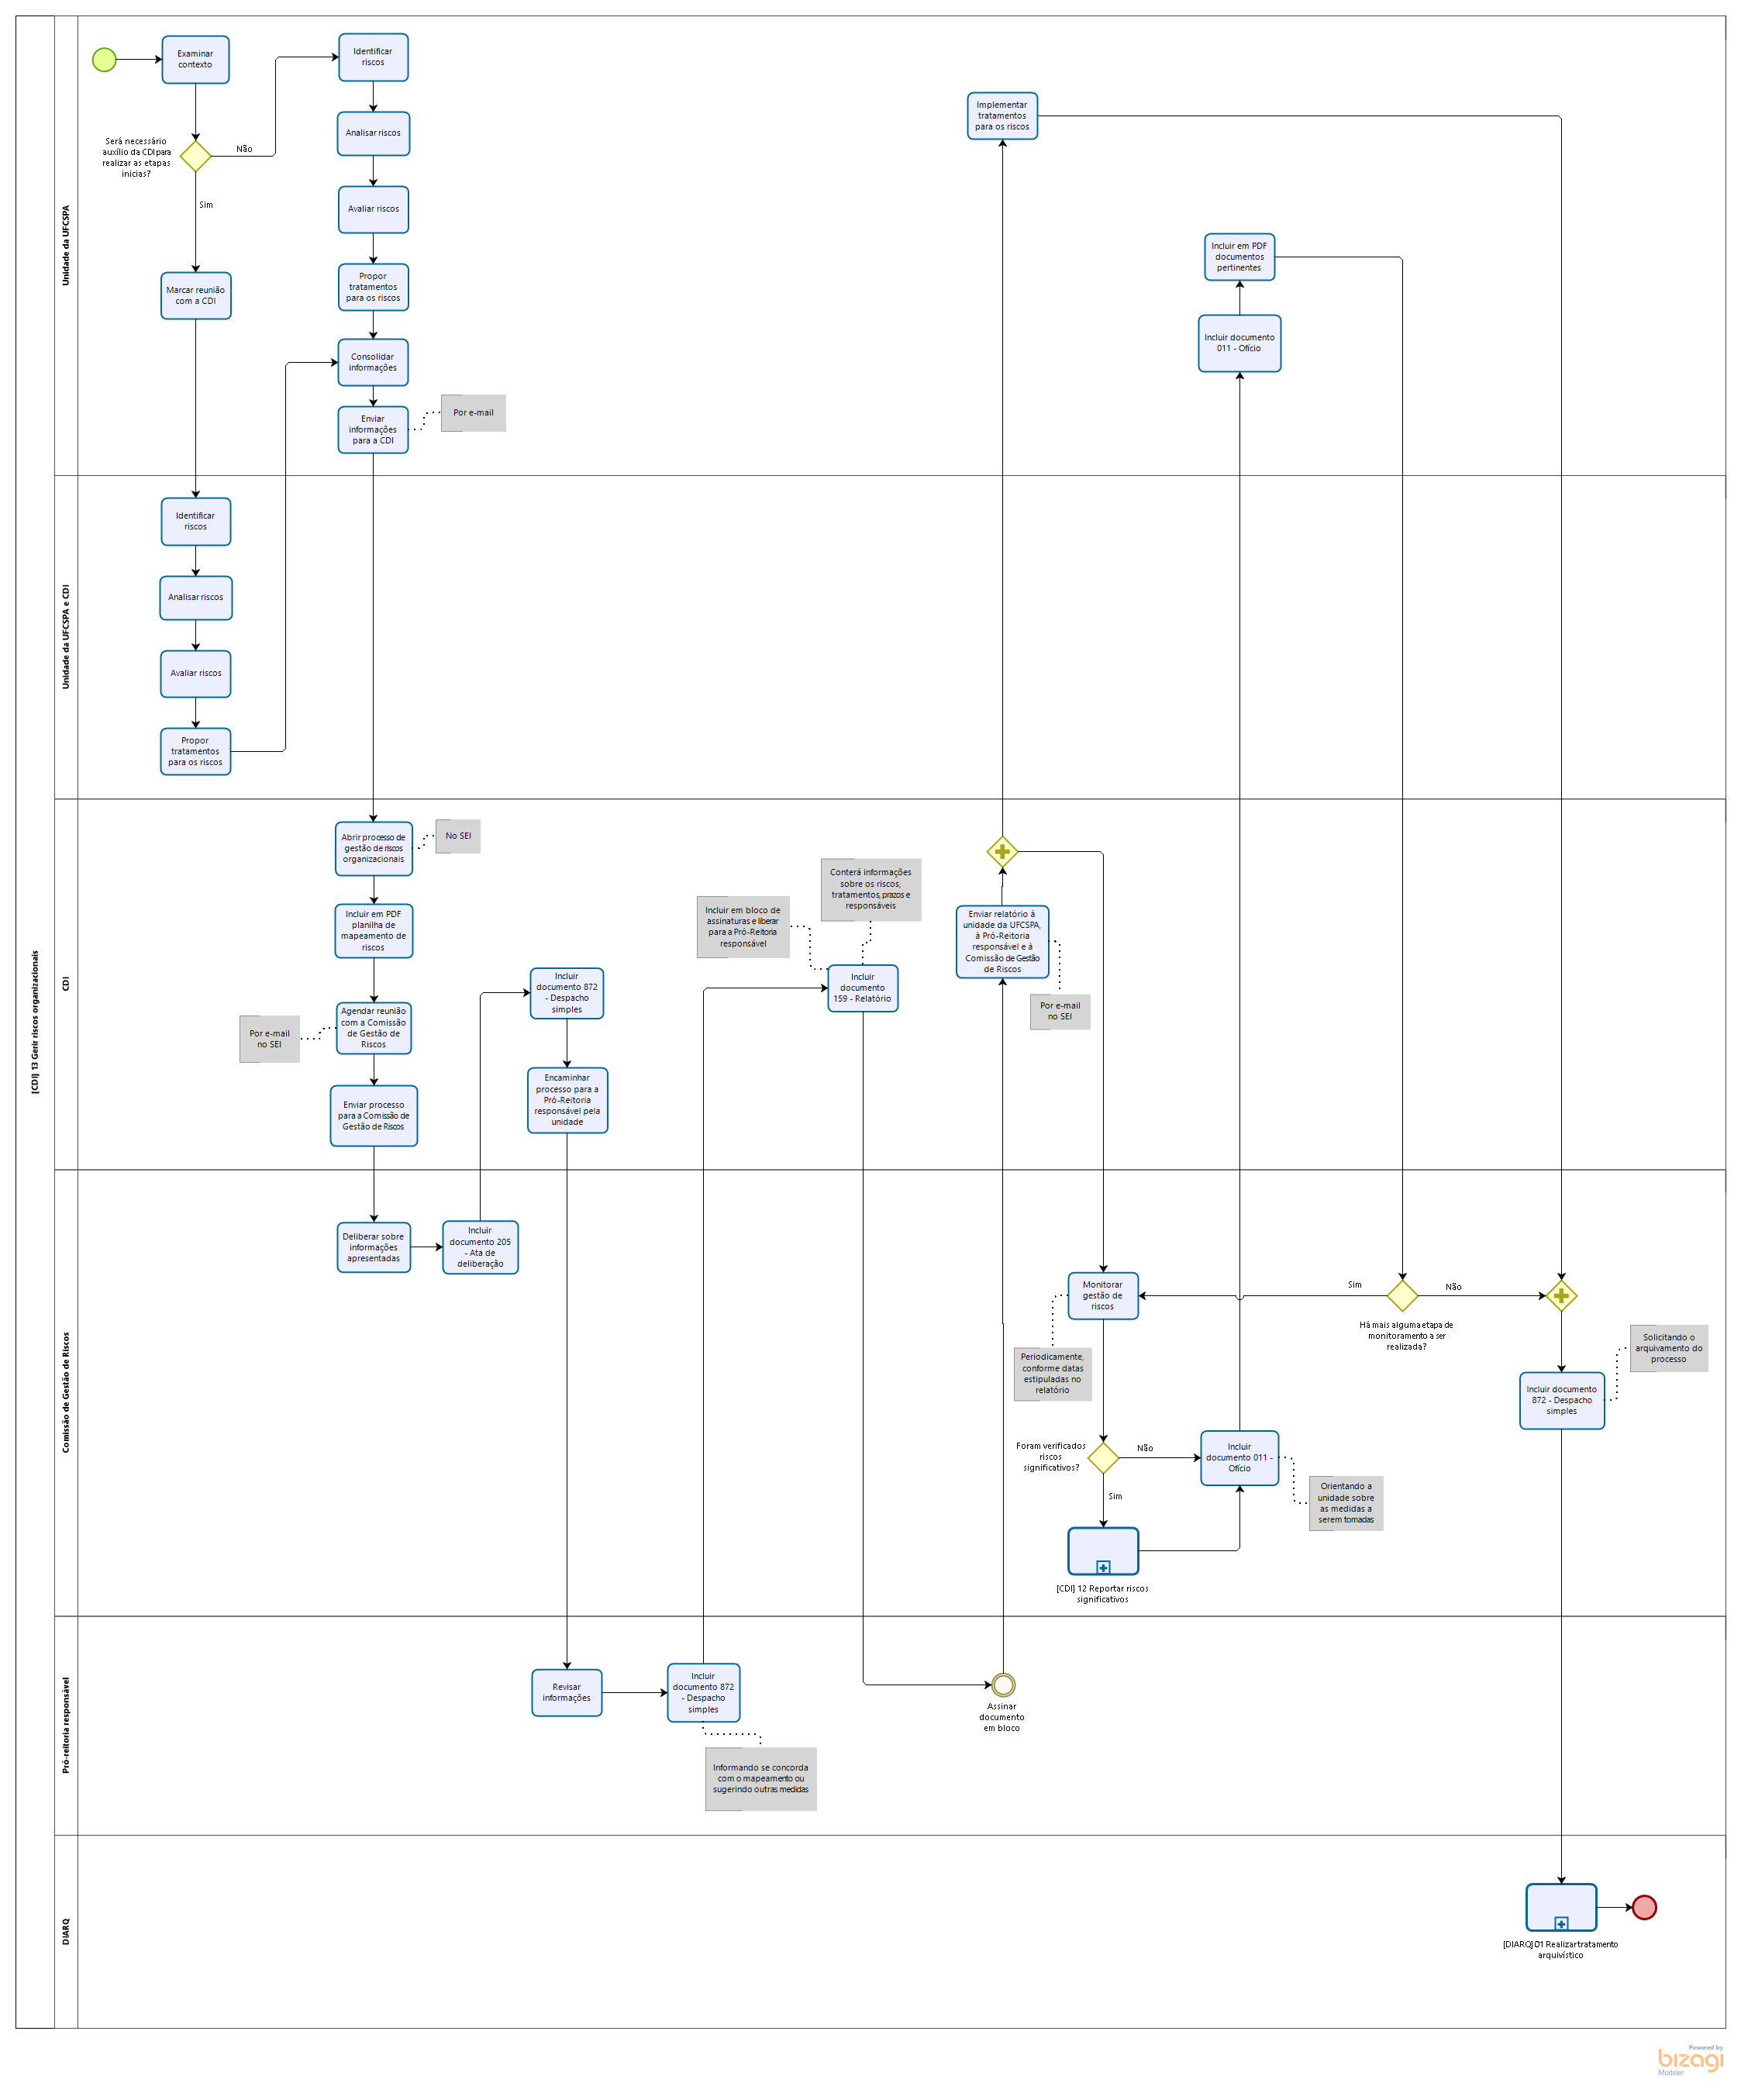 [CDI] 13 Gerir riscos organizacionais
Unidade da UFCSPA
Examinar
contexto
Será necessário
auxílio da CDI para
realizar as etapas
inicias?
Não
Sim
Marcar reunião
com a CDI
Identificar
riscos
Analisar riscos
Avaliar riscos
Propor
tratamentos
para os riscos
Consolidar
informações
Enviar
informações
para a CDI
Por e-mail
Implementar
tratamentos
para os riscos
Incluir em PDF
documentos
pertinentes
Incluir documento
011 - Ofício
Unidade da UFCSPA e CDI
Identificar
riscos
Analisar riscos
Avaliar riscos
Propor
tratamentos
para os riscos
CDI
Abrir processo de
gestão de riscos
organizacionais
No SEI
Incluir em PDF
planilha de
mapeamento de
riscos
Agendar reunião
com a Comissão
de Gestão de
Riscos
Por e-mail
no SEI
Enviar processo
para a Comissão de
Gestão de Riscos
Incluir
documento 872
- Despacho
simples
Encaminhar
processo para a
Pró-Reitoria
responsável pela
unidade
Incluir em bloco de
assinaturas e liberar
para a Pró-Reitoria
responsável
Conterá informações
sobre os riscos,
tratamentos, prazos e
responsáveis
Incluir
documento
159 - Relatório
Enviar relatório à
unidade da UFCSPA,
à Pró-Reitoria
responsável e à
Comissão de Gestão
de Riscos
Por e-mail
no SEI
Comissão de Gestão de Riscos
Deliberar sobre
informações
apresentadas
Incluir
documento 205
- Ata de
deliberação
Monitorar
gestão de
riscos
Periodicamente,
conforme datas
estipuladas no
relatório
Foram verificados
riscos
significativos?
Não
Sim
[CDI] 12 Reportar riscos
significativos
Incluir
documento 011 -
Ofício
Orientando a
unidade sobre
as medidas a
serem tomadas
Sim
Não
Há mais alguma etapa de
monitoramento a ser
realizada?
Solicitando o
arquivamento do
processo
Incluir documento
872 - Despacho
simples
Pró-reitoria responsável
Revisar
informações
Incluir
documento 872
- Despacho
simples
Informando se concorda
com o mapeamento ou
sugerindo outras medidas
Assinar
documento
em bloco
DIARQ
[DIARQ] 01 Realizar tratamento
arquivístico
Powered by
bizagi
Modeler